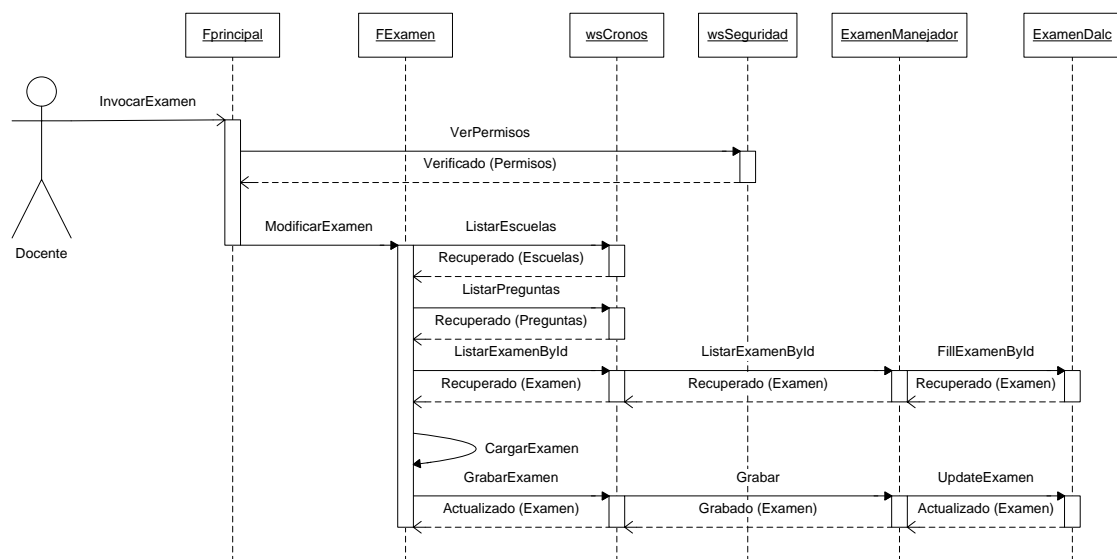 Fprincipal
FExamen
wsCronos
wsSeguridad
ExamenManejador
ExamenDalc
InvocarExamen
VerPermisos
Verificado (Permisos)
ModificarExamen
ListarEscuelas
Docente
Recuperado (Escuelas)
ListarPreguntas
Recuperado (Preguntas)
ListarExamenById
ListarExamenById
FillExamenById
Recuperado (Examen)
Recuperado (Examen)
Recuperado (Examen)
CargarExamen
GrabarExamen
Grabar
UpdateExamen
Actualizado (Examen)
Grabado (Examen)
Actualizado (Examen)